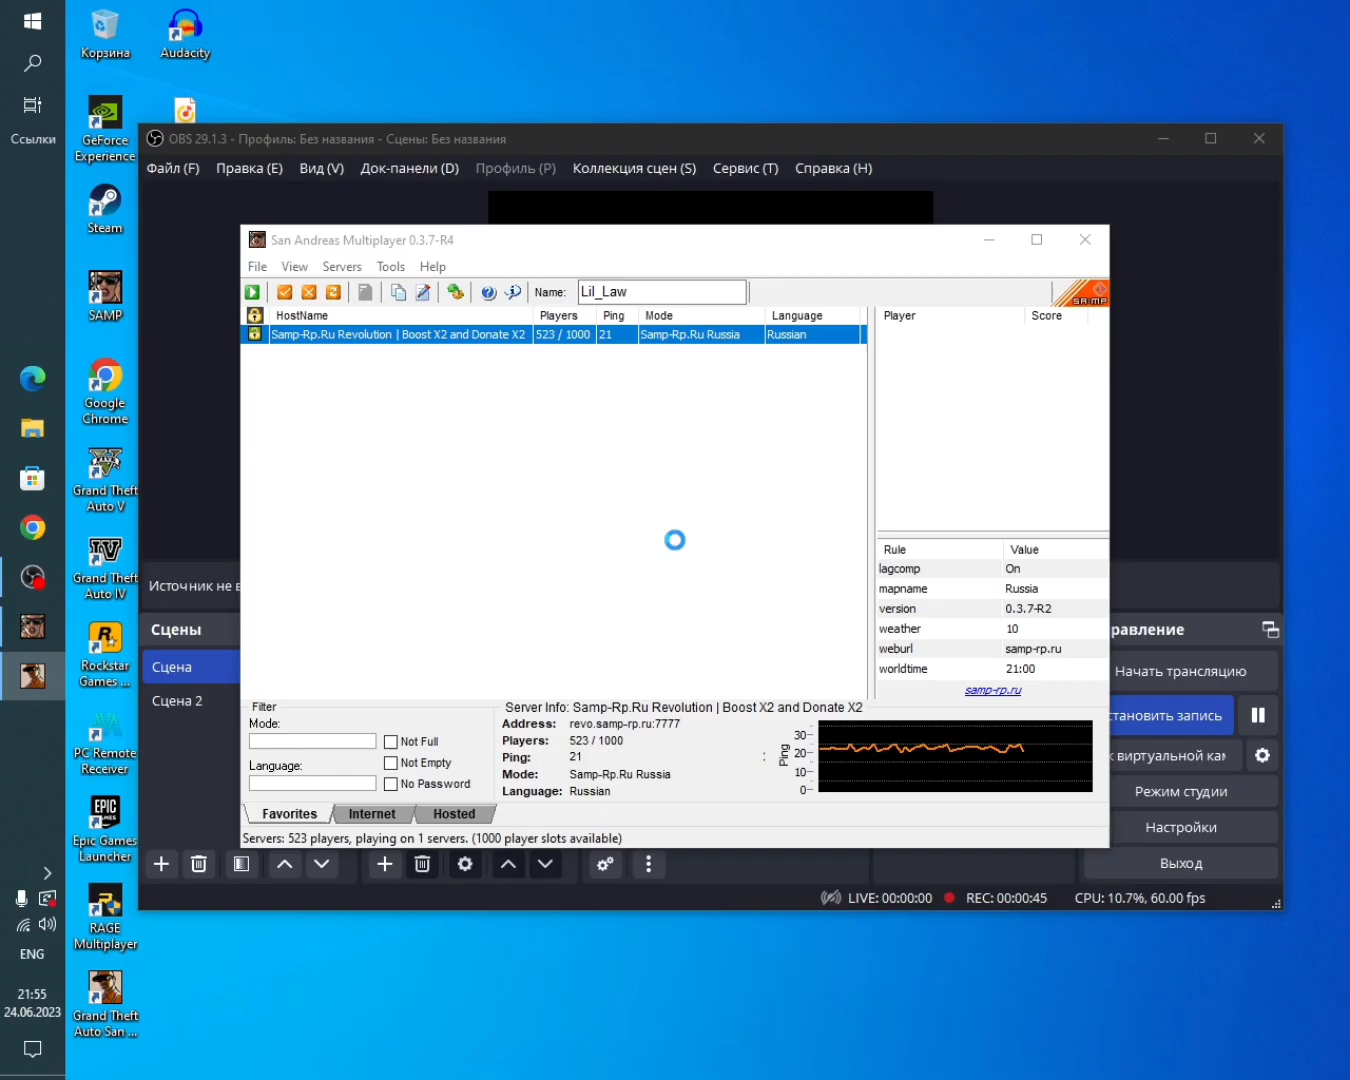 Ссылки
ENG
21:55
24.06.2023
Корзина
Audacity
GeForce
Experience
Steam
SAMP
Google
Chrome
Grand Theft
Auto V
Grand Theft
Auto IV
Rockstar
Games ...
PC Remote
Receiver
Epic Games
Launcher
RAGE
Multiplayer
Grand Theft
Auto San ...
OBS 29.1.3 - Профиль: Без названия - Сцены: Без названия
Файл (F) Правка (E) Вид (V) Док-панели (D) Профиль (P) Коллекция сцен (S) Сервис (T) Справка (H)
San Andreas Multiplayer 0.3.7-R4
File View Servers Tools Help
Name: Lil_Law
SA:MP
HostName Players Ping Mode Language
Samp-Rp.Ru Revolution | Boost X2 and Donate X2 523 / 1000 21 Samp-Rp.Ru Russia Russian
Player Score
Rule Value
lagcomp On
mapname Russia
version 0.3.7-R2
weather 10
weburl samp-rp.ru
worldtime 21:00
samp-rp.ru
Filter
Mode:
Language:
Not Full
Not Empty
No Password
Server Info: Samp-Rp.Ru Revolution | Boost X2 and Donate X2
Address: revo.samp-rp.ru:7777
Players: 523 / 1000
Ping: 21
Mode: Samp-Rp.Ru Russia
Language: Russian
:
Ping
30
20
10
0
Favorites Internet Hosted
Servers: 523 players, playing on 1 servers. (1000 player slots available)
Источник не в
Сцены
Сцена
Сцена 2
равление
Начать трансляцию
тановить запись
к виртуальной кам
Режим студии
Настройки
Выход
LIVE: 00:00:00 REC: 00:00:45 CPU: 10.7%, 60.00 fps